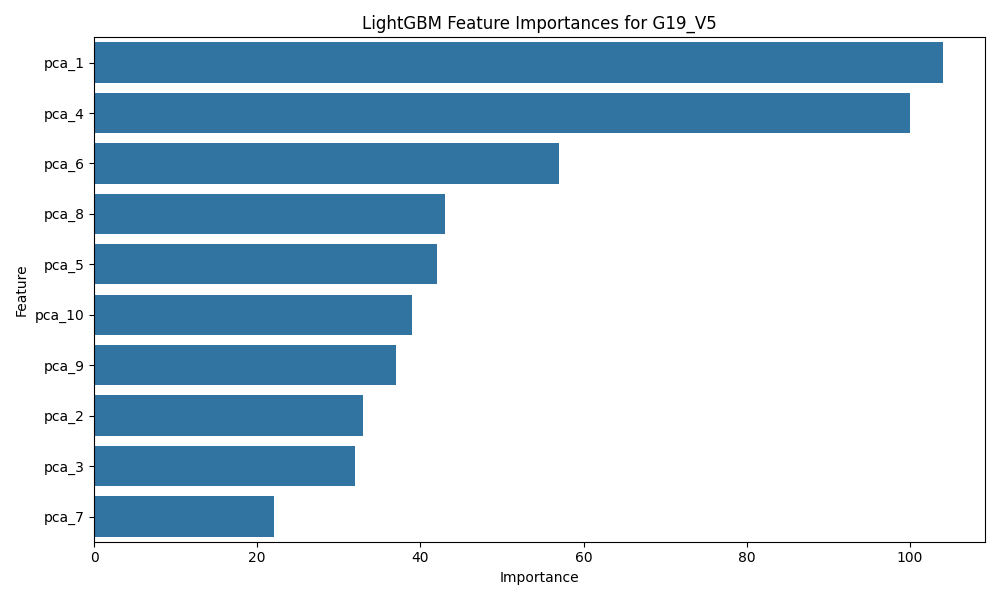 LightGBM Feature Importances for G19_V5
pca_1
pca_4
pca_6
pca_8
pca_5
pca_10
pca_9
pca_2
pca_3
pca_7
Feature
0 20 40 60 80 100
Importance